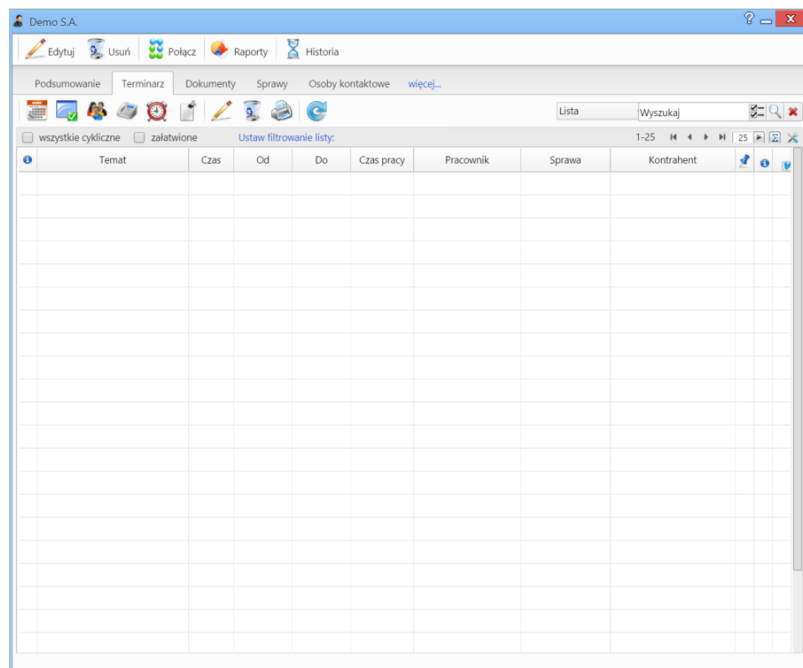 Demo S.A.
Edytuj Usuń Połącz Raporty Historia
Podsumowanie Terminarz Dokumenty Sprawy Osoby kontaktowe więcej...
Lista Wyszukaj
wszystkie cykliczne załatwione Ustaw filtrowanie listy: 1-25 25
Temat Czas Od Do Czas pracy Pracownik Sprawa Kontrahent